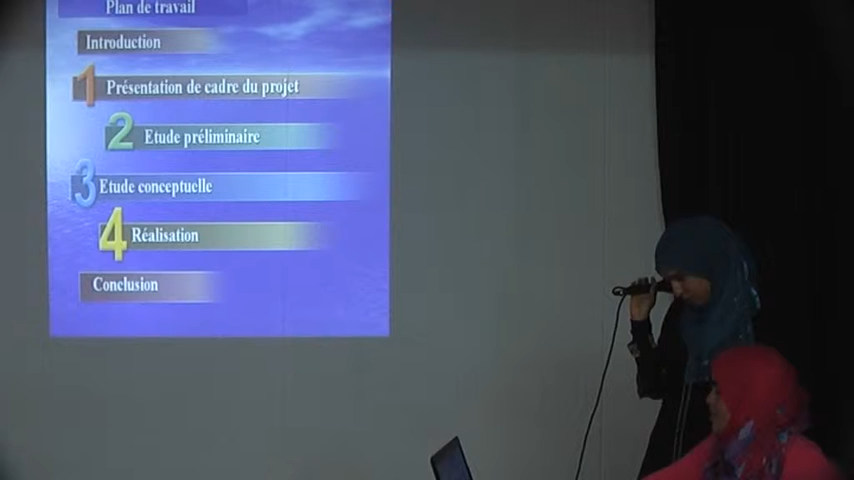 Plan de travail
Introduction
1 Présentation de cadre du projet
2 Etude préliminaire
3 Etude conceptuelle
4 Réalisation
Conclusion